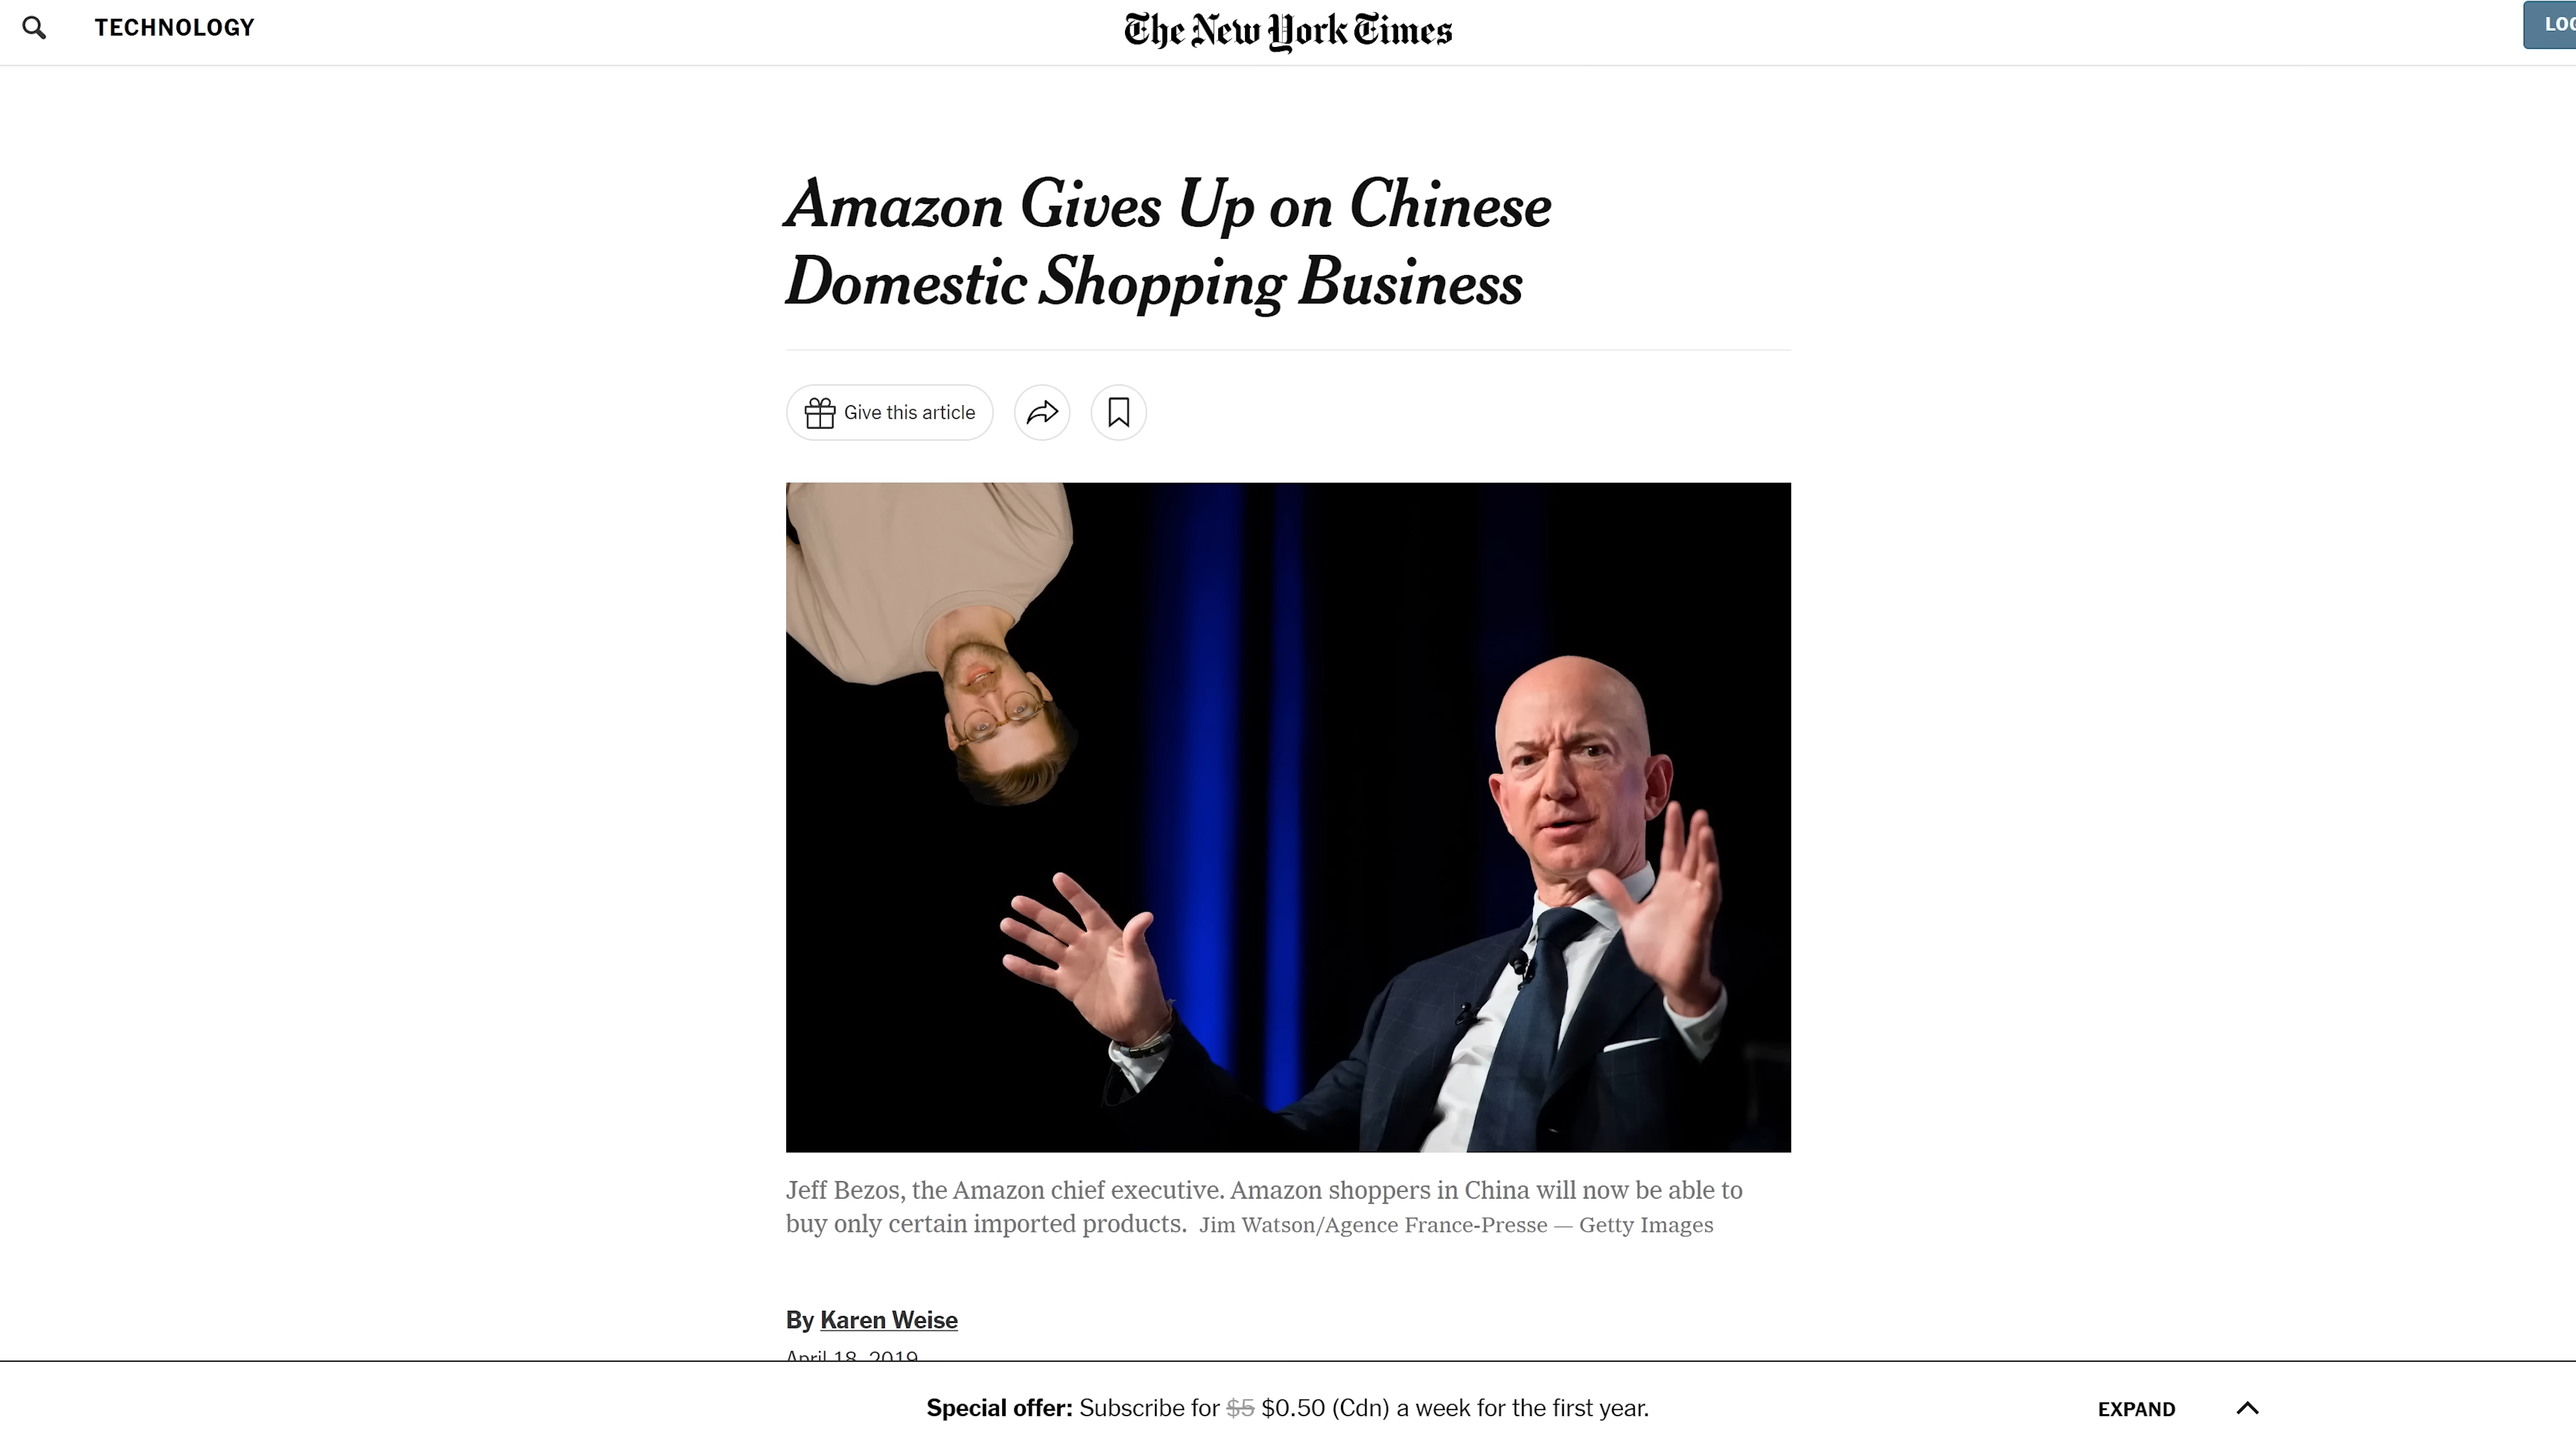 TECHNOLOGY
The New York Times
Amazon Gives Up on Chinese
Domestic Shopping Business
Give this article
Jeff Bezos, the Amazon chief executive. Amazon shoppers in China will now be able to
buy only certain imported products. Jim Watson/Agence France-Presse — Getty Images
By Karen Weise
April 18, 2019
Special offer: Subscribe for $5 $0.50 (Cdn) a week for the first year.
EXPAND